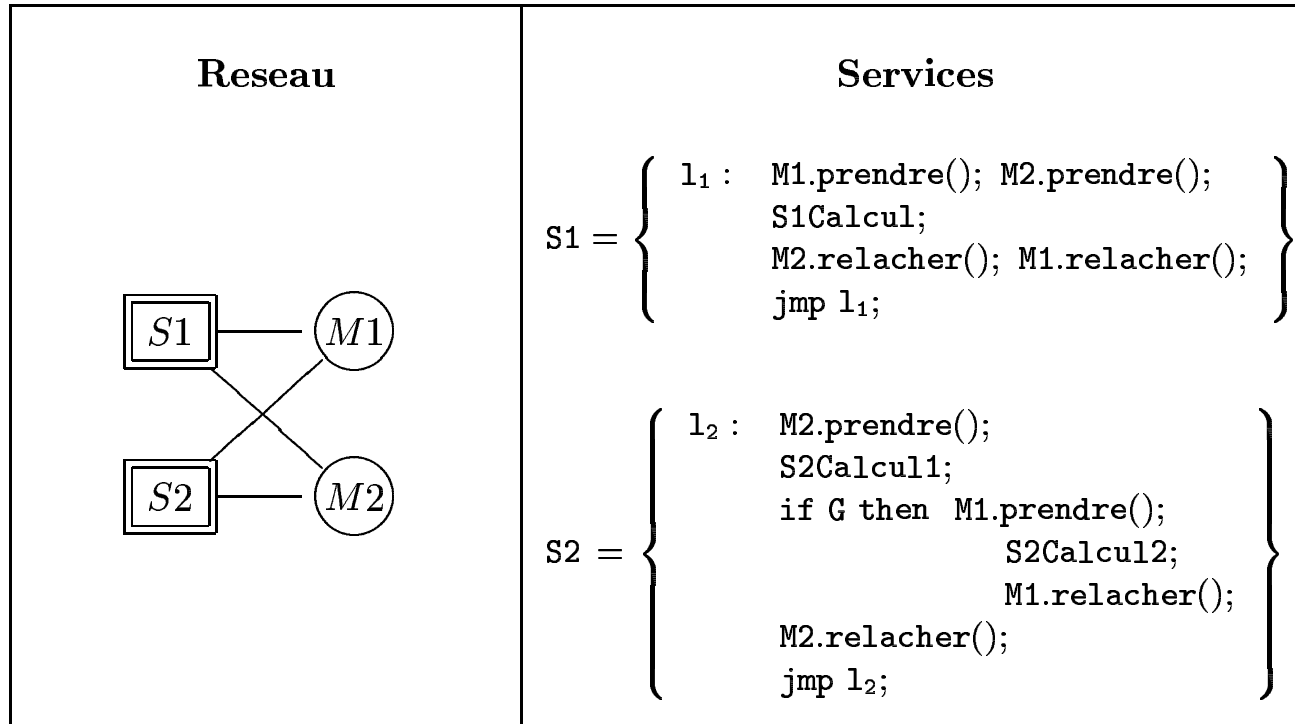 Reseau
S1 M1
S2 M2
Services
S1 = { l₁ : M1.prendre(); M2.prendre();
S1Calcul;
M2.relacher(); M1.relacher();
jmp l₁; }
S2 = { l₂ : M2.prendre();
S2Calcul1;
if G then M1.prendre();
S2Calcul2;
M1.relacher();
M2.relacher();
jmp l₂; }